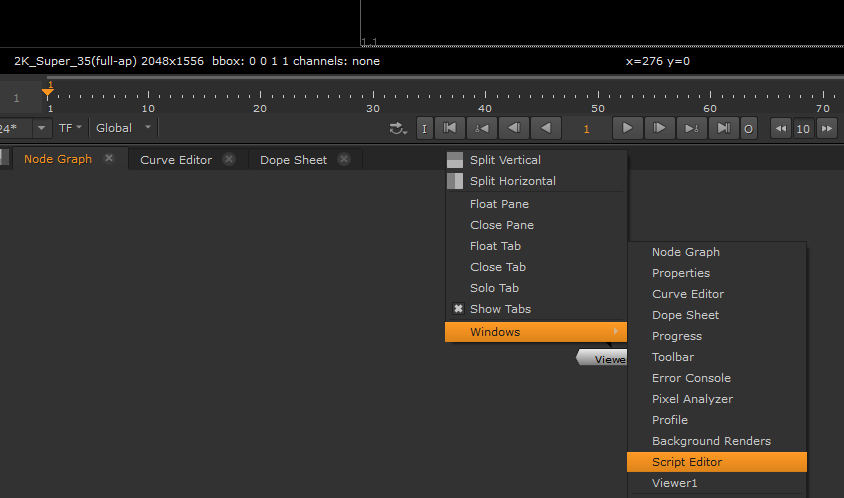 1 1
2K_Super_35(full-ap) 2048x1556 bbox: 0 0 1 1 channels: none x=276 y=0
1
1
1 10 20 30 40 50 60 70
24* TF Global I 1 O 10
Node Graph Curve Editor Dope Sheet
Split Vertical
Split Horizontal
Float Pane
Close Pane
Float Tab
Close Tab
Solo Tab
Show Tabs
Windows
Viewe
Node Graph
Properties
Curve Editor
Dope Sheet
Progress
Toolbar
Error Console
Pixel Analyzer
Profile
Background Renders
Script Editor
Viewer1